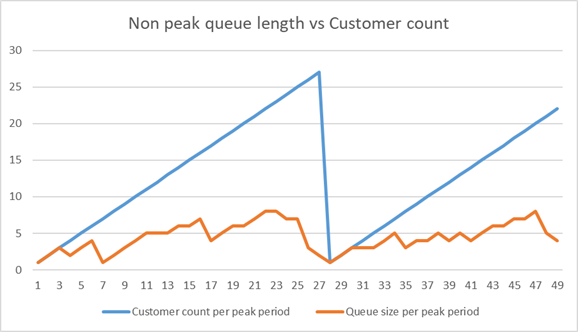 Non peak queue length vs Customer count
30
25
20
15
10
5
0
1 3 5 7 9 11 13 15 17 19 21 23 25 27 29 31 33 35 37 39 41 43 45 47 49
Customer count per peak period Queue size per peak period